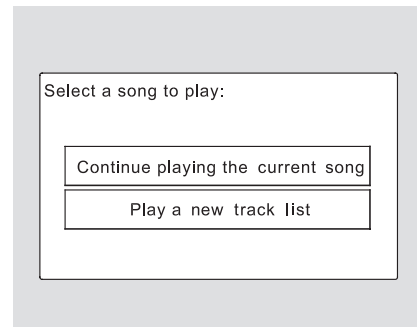 Select a song to play:
Continue playing the current song
Play a new track list